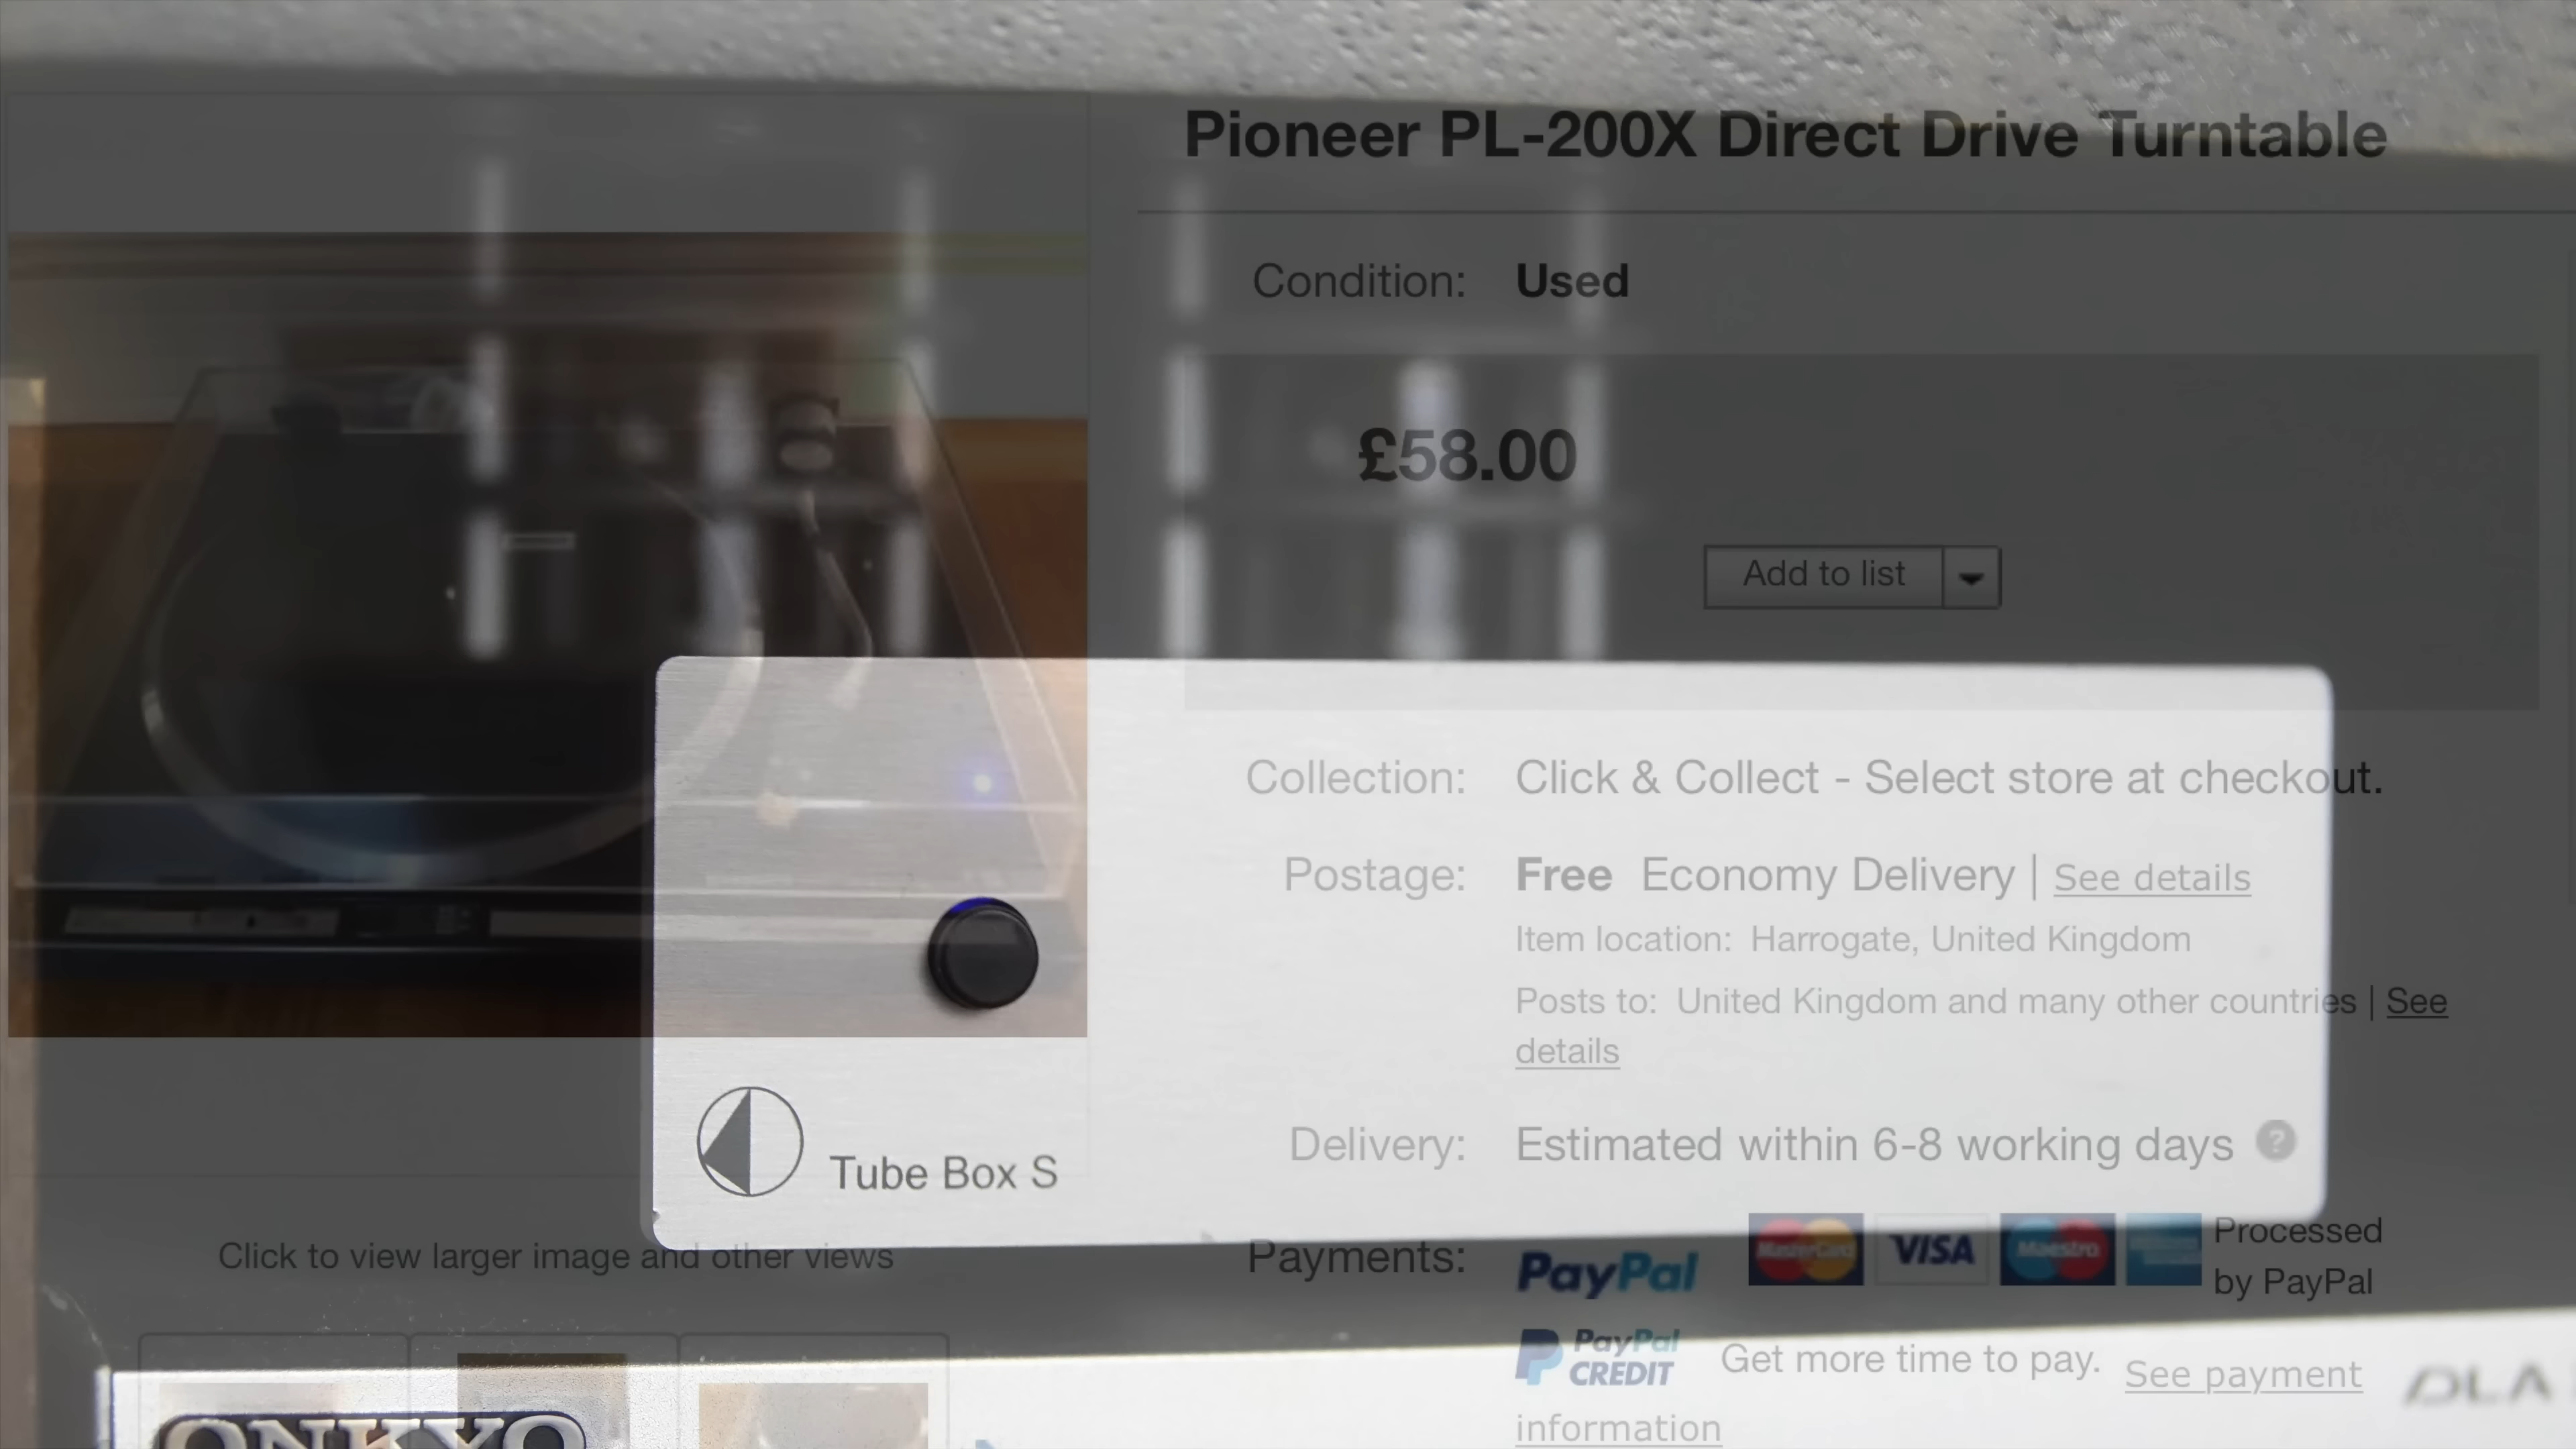 Pioneer PL-200X Direct Drive Turntable
Condition: Used
£58.00
Add to list
Collection: Click & Collect - Select store at checkout.
Postage: Free Economy Delivery | See details
Item location: Harrogate, United Kingdom
Posts to: United Kingdom and many other countries | See
details
Delivery: Estimated within 6-8 working days ?
Tube Box S
Click to view larger image and other views
Payments: PayPal MasterCard VISA Maestro Processed
by PayPal
PayPal
CREDIT Get more time to pay. See payment
information
ONKYO